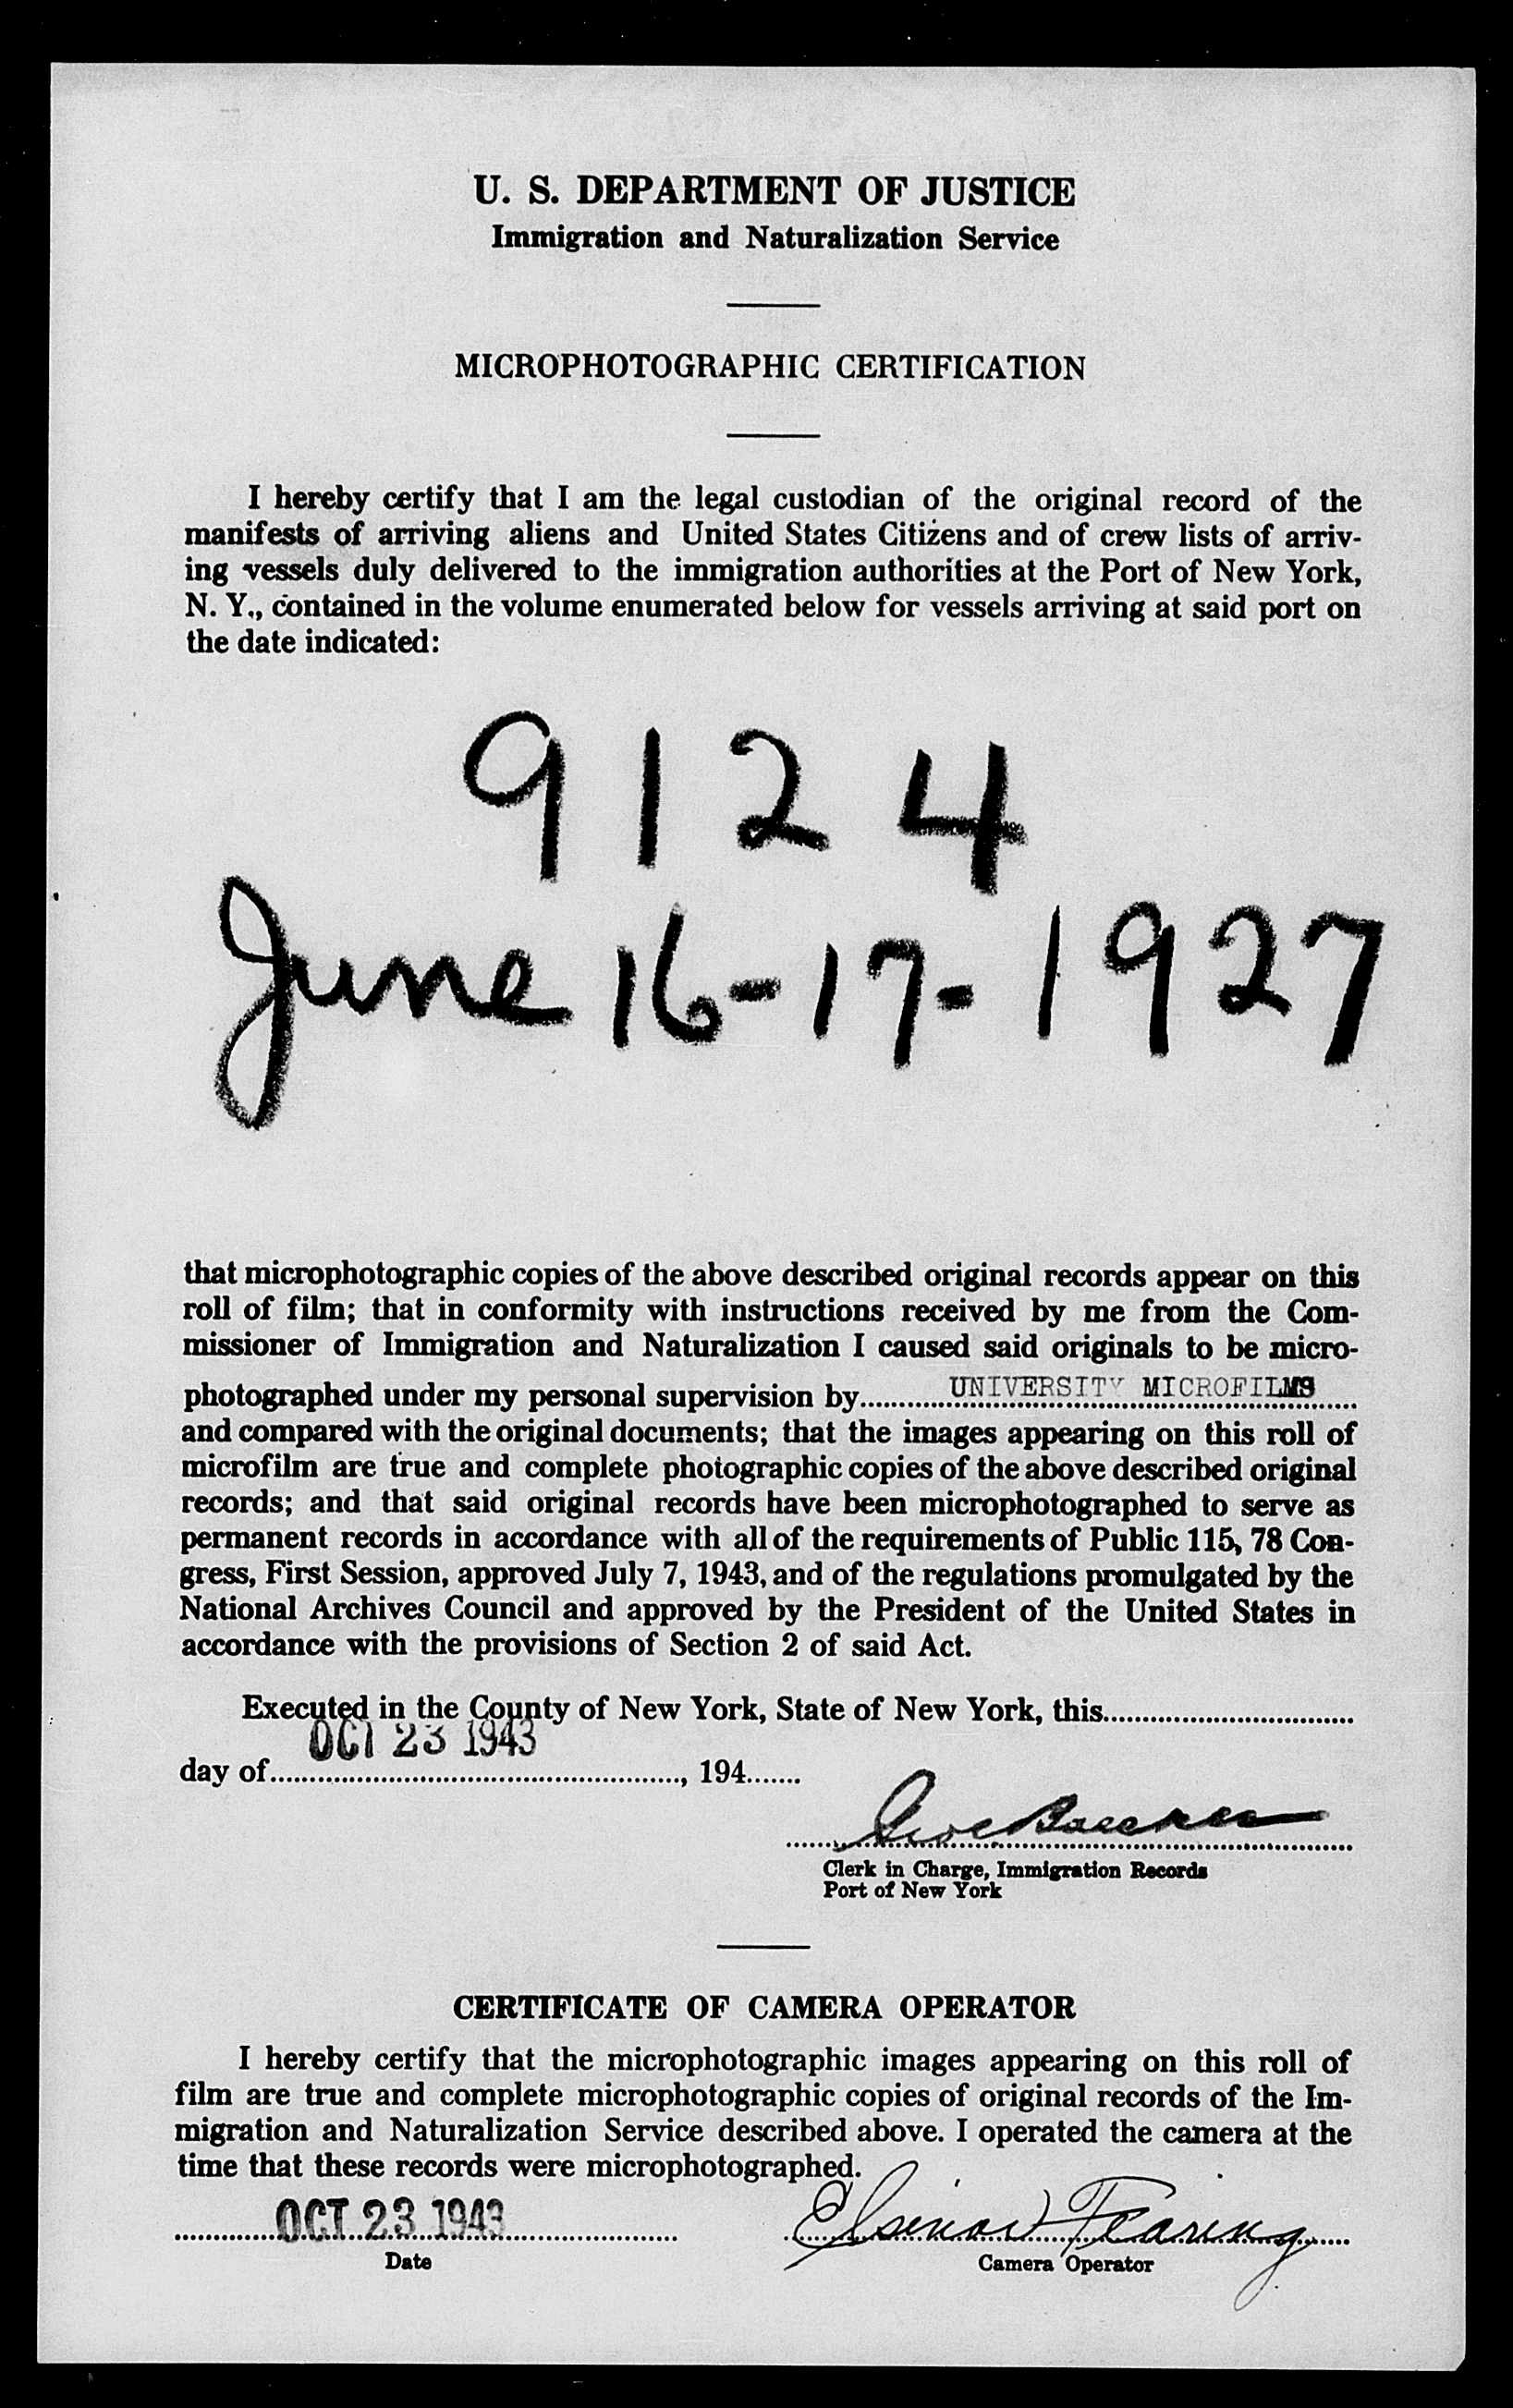 U. S. DEPARTMENT OF JUSTICE
Immigration and Naturalization Service
MICROPHOTOGRAPHIC CERTIFICATION
I hereby certify that I am the legal custodian of the original record of the
manifests of arriving aliens and United States Citizens and of crew lists of arriv-
ing vessels duly delivered to the immigration authorities at the Port of New York,
N. Y., contained in the volume enumerated below for vessels arriving at said port on
the date indicated:
9124
June 16-17-1927
that microphotographic copies of the above described original records appear on this
roll of film; that in conformity with instructions received by me from the Com-
missioner of Immigration and Naturalization I caused said originals to be micro-
photographed under my personal supervision by UNIVERSITY MICROFILMS
and compared with the original documents; that the images appearing on this roll of
microfilm are true and complete photographic copies of the above described original
records; and that said original records have been microphotographed to serve as
permanent records in accordance with all of the requirements of Public 115, 78 Con-
gress, First Session, approved July 7, 1943, and of the regulations promulgated by the
National Archives Council and approved by the President of the United States in
accordance with the provisions of Section 2 of said Act.
Executed in the County of New York, State of New York, this
OCT 23 1943
day of, 194
Clerk in Charge, Immigration Records
Port of New York
CERTIFICATE OF CAMERA OPERATOR
I hereby certify that the microphotographic images appearing on this roll of
film are true and complete microphotographic copies of original records of the Im-
migration and Naturalization Service described above. I operated the camera at the
time that these records were microphotographed.
OCT 23 1943 Fearing
Date Camera Operator